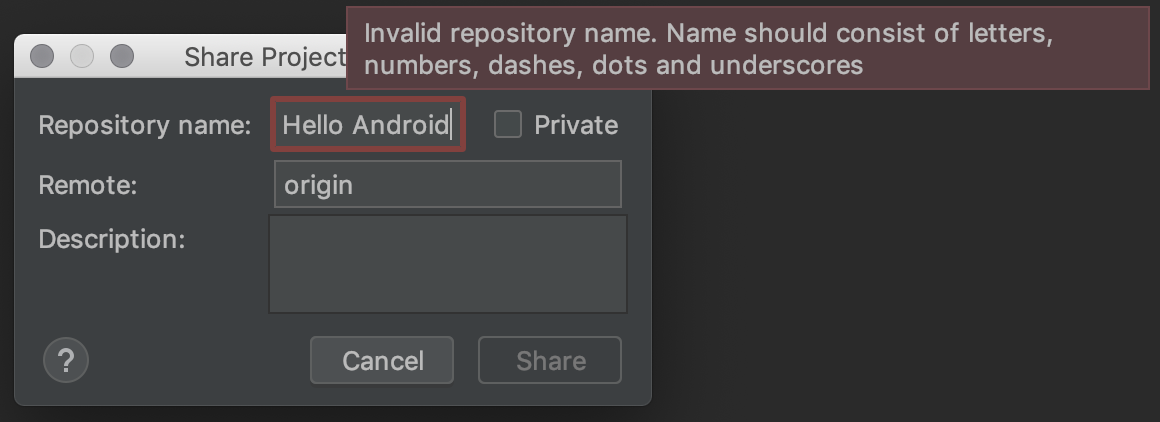 Invalid repository name. Name should consist of letters,
numbers, dashes, dots and underscores
Share Project
Repository name: Hello Android Private
Remote: origin
Description:
? Cancel Share